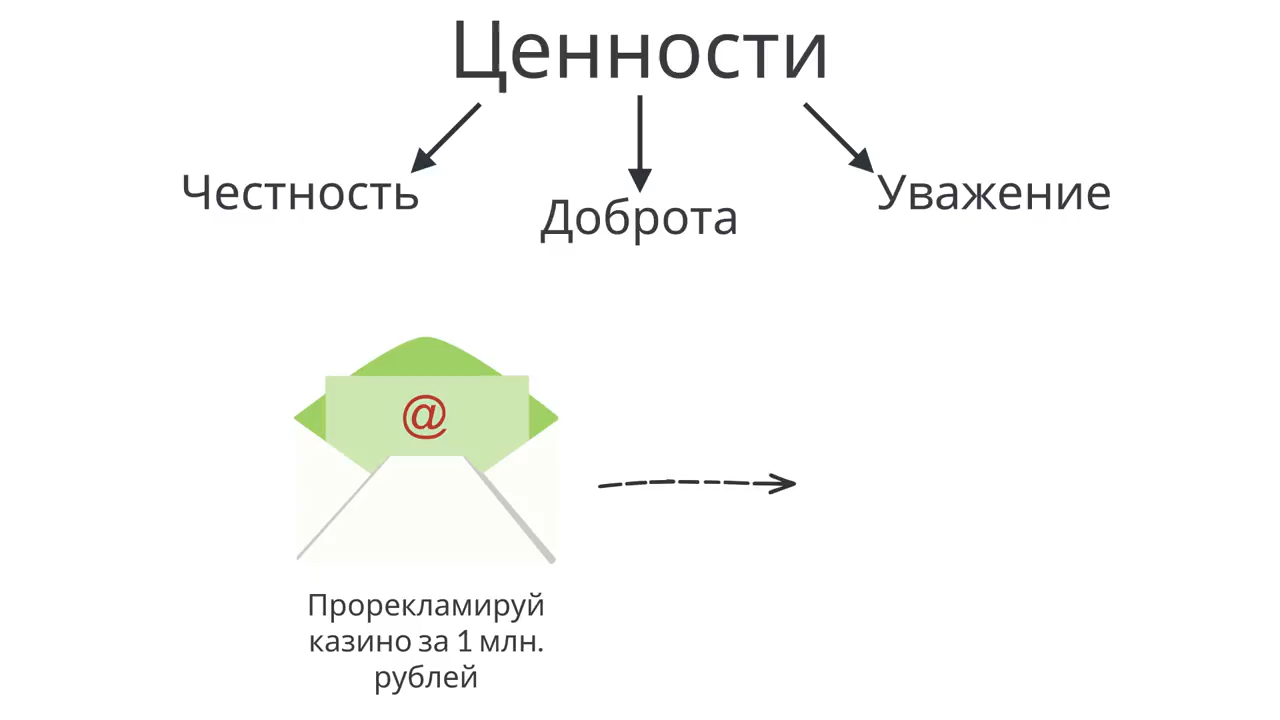 Ценности
Честность
Доброта
Уважение
@
Прорекламируй
казино за 1 млн.
рублей